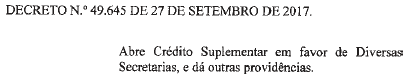 DECRETO N.º 49.645 DE 27 DE SETEMBRO DE 2017.
Abre Crédito Suplementar em favor de Diversas
Secretarias, e dá outras providências.